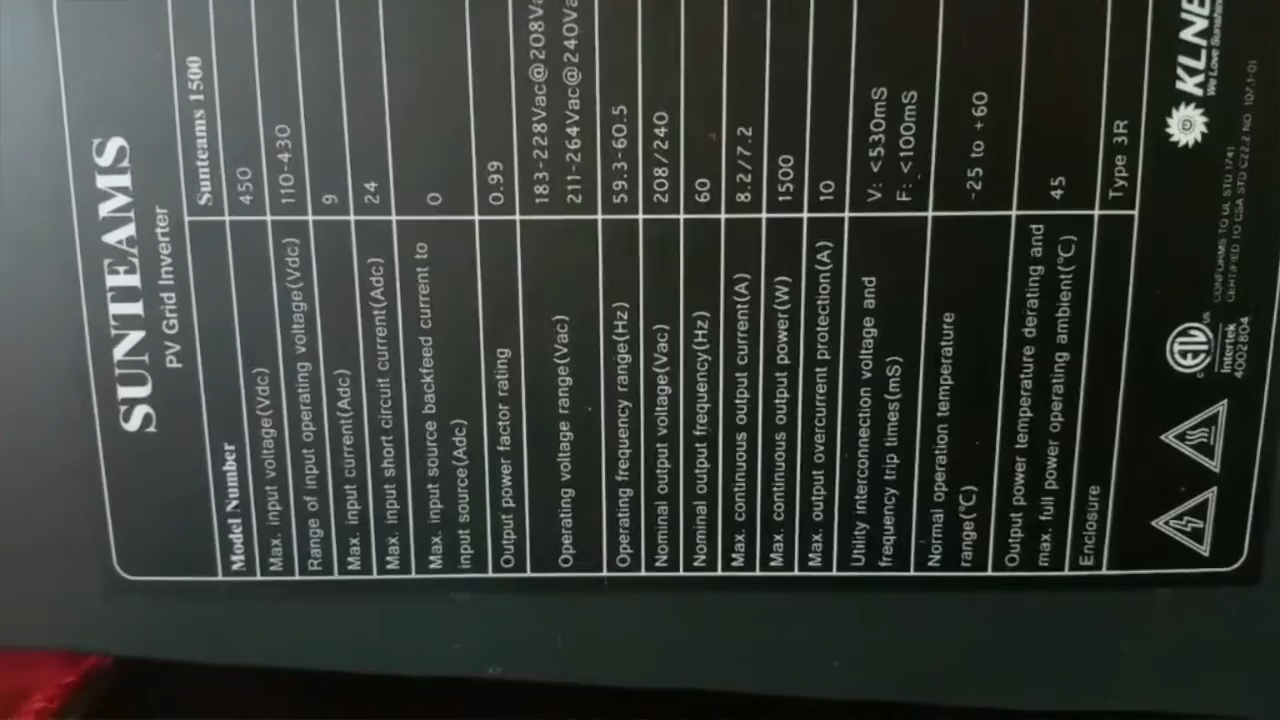 SUNTEAMS
PV Grid Inverter
Model Number Sunteams 1500
Max. input voltage(Vdc) 450
Range of input operating voltage(Vdc) 110-430
Max. input current(Adc) 9
Max. input short circuit current(Adc) 24
Max. input source backfeed current to
input source(Adc) 0
Output power factor rating 0.99
Operating voltage range(Vac) 183-228Vac@208Va
211-264Vac@240Va
Operating frequency range(Hz) 59.3-60.5
Nominal output voltage(Vac) 208/240
Nominal output frequency(Hz) 60
Max. continuous output current(A) 8.2/7.2
Max. continuous output power(W) 1500
Max. output overcurrent protection(A) 10
Utility interconnection voltage and V: <530mS
frequency trip times(mS) F: <100mS
Normal operation temperature
range(°C) -25 to +60
Output power temperature derating and
max. full power operating ambient(°C) 45
Enclosure Type 3R
C ETL US
Intertek
4002804
CONFORMS TO UL STD 1741
CERTIFIED TO CSA STD C22.2 NO. 107.1-01
KLNE
We Love Sunshin